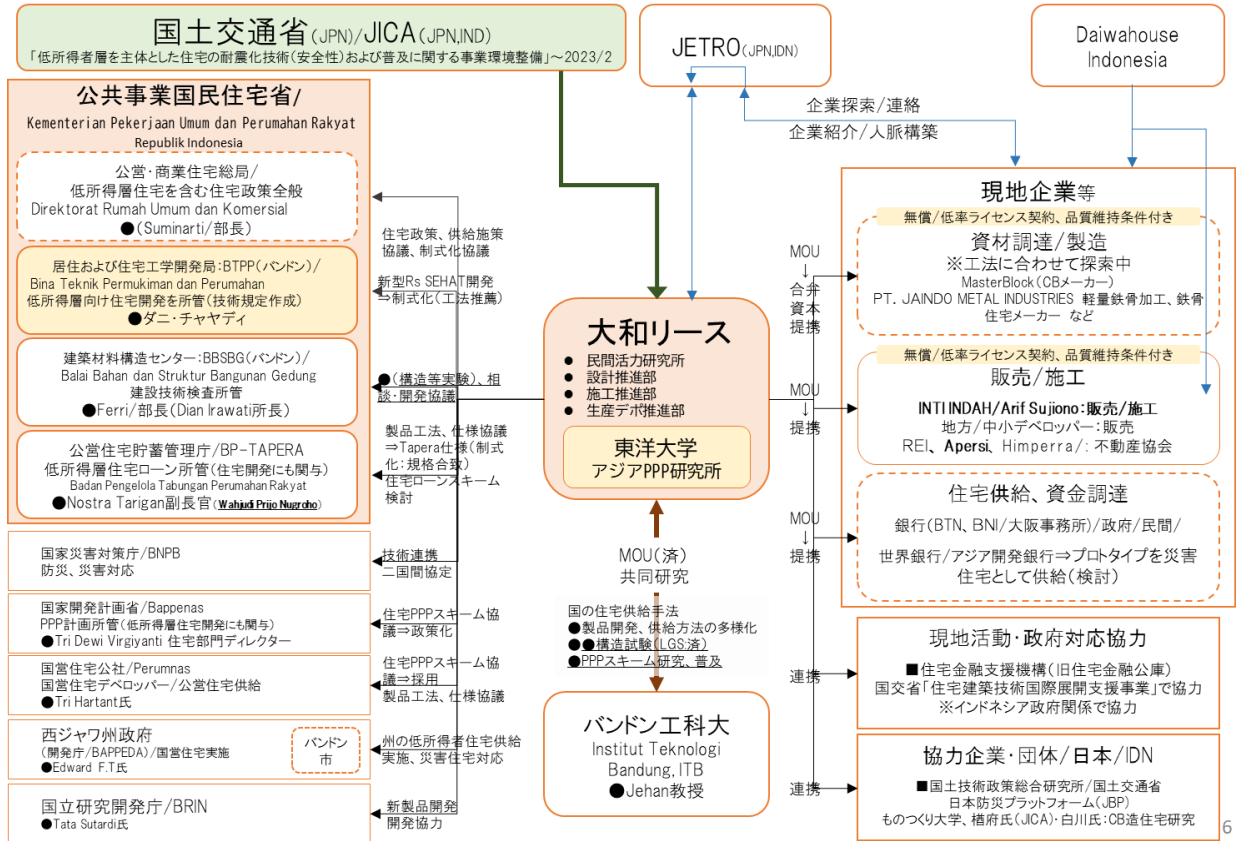 国土交通省(JPN)/JICA(JPN,IND)
「低所得者層を主体とした住宅の耐震化技術(安全性)および普及に関する事業環境整備」～2023/2
JETRO(JPN,IDN)
Daiwahouse
Indonesia
企業探索/連絡
企業紹介/人脈構築
公共事業国民住宅省/
Kementerian Pekerjaan Umum dan Perumahan Rakyat
Republik Indonesia
公営・商業住宅総局/
低所得層住宅を含む住宅政策全般
Direktorat Rumah Umum dan Komersial
●(Suminarti/部長)
居住および住宅工学開発局:BTPP(バンドン)/
Bina Teknik Permukiman dan Perumahan
低所得層向け住宅開発を所管(技術規定作成)
●ダニ・チャヤディ
建築材料構造センター:BBSBG(バンドン)/
Balai Bahan dan Struktur Bangunan Gedung
建設技術検査所管
●Ferri/部長(Dian Irawati所長)
公営住宅貯蓄管理庁/BP-TAPERA
低所得層住宅ローン所管(住宅開発にも関与)
Badan Pengelola Tabungan Perumahan Rakyat
●Nostra Tarigan副長官(Wahjudi Prijo Nugroho)
国家災害対策庁/BNPB
防災、災害対応
国家開発計画省/Bappenas
PPP計画所管(低所得層住宅開発にも関与)
●Tri Dewi Virgiyanti 住宅部門ディレクター
国営住宅公社/Perumnas
国営住宅デベロッパー/公営住宅供給
●Tri Hartant氏
西ジャワ州政府
(開発庁/BAPPEDA)/国営住宅実施
●Edward F.T氏
バンドン
市
国立研究開発庁/BRIN
●Tata Sutardi氏
住宅政策、供給施策
協議、制式化協議
新型Rs SEHAT開発
⇒制式化(工法推薦)
●(構造等実験)、相
談・開発協議
製品工法、仕様協議
⇒Tapera仕様(制式
化:規格合致)
住宅ローンスキーム
検討
技術連携
二国間協定
住宅PPPスキーム協
議⇒政策化
住宅PPPスキーム協
議⇒採用
製品工法、仕様協議
州の低所得者住宅供給
実施、災害住宅対応
新製品開発
開発協力
大和リース
● 民間活力研究所
● 設計推進部
● 施工推進部
● 生産デポ推進部
東洋大学
アジアPPP研究所
MOU(済)
共同研究
国の住宅供給手法
●製品開発、供給方法の多様化
●●構造試験(LGS済)
●PPPスキーム研究、普及
バンドン工科大
Institut Teknologi
Bandung, ITB
●Jehan教授
MOU
↓
合弁
資本
提携
MOU
↓
提携
MOU
↓
提携
連携
連携
現地企業等
無償/低率ライセンス契約、品質維持条件付き
資材調達/製造
※工法に合わせて探索中
MasterBlock(CBメーカー)
PT. JAINDO METAL INDUSTRIES 軽量鉄骨加工、鉄骨
住宅メーカー など
無償/低率ライセンス契約、品質維持条件付き
販売/施工
INTI INDAH/Arif Sujiono:販売/施工
地方/中小デベロッパー:販売
REI、Apersi、Himperra/:不動産協会
住宅供給、資金調達
銀行(BTN、BNI/大阪事務所)/政府/民間/
世界銀行/アジア開発銀行⇒プロトタイプを災害
住宅として供給(検討)
現地活動・政府対応協力
■住宅金融支援機構(旧住宅金融公庫)
国交省「住宅建築技術国際展開支援事業」で協力
※インドネシア政府関係で協力
協力企業・団体/日本/IDN
■国土技術政策総合研究所/国土交通省
日本防災プラットフォーム(JBP)
ものつくり大学、楢府氏(JICA)・白川氏:CB造住宅研究
6